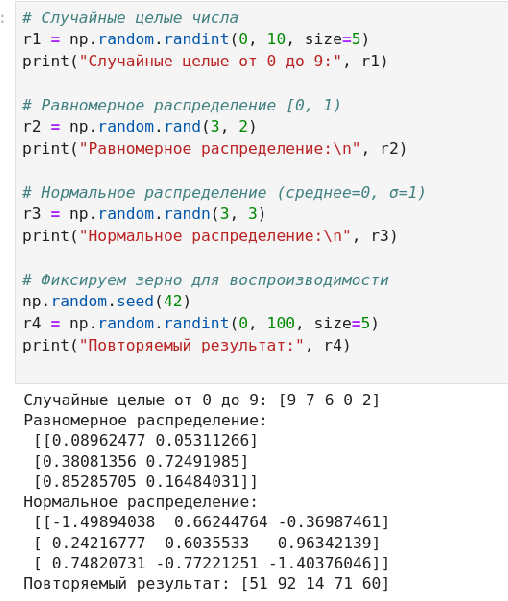 :
# Случайные целые числа
r1 = np.random.randint(0, 10, size=5)
print("Случайные целые от 0 до 9:", r1)
# Равномерное распределение [0, 1)
r2 = np.random.rand(3, 2)
print("Равномерное распределение:\n", r2)
# Нормальное распределение (среднее=0, σ=1)
r3 = np.random.randn(3, 3)
print("Нормальное распределение:\n", r3)
# Фиксируем зерно для воспроизводимости
np.random.seed(42)
r4 = np.random.randint(0, 100, size=5)
print("Повторяемый результат:", r4)
Случайные целые от 0 до 9: [9 7 6 0 2]
Равномерное распределение:
 [[0.08962477 0.05311266]
 [0.38081356 0.72491985]
 [0.85285705 0.16484031]]
Нормальное распределение:
 [[-1.49894038  0.66244764 -0.36987461]
 [ 0.24216777  0.6035533   0.96342139]
 [ 0.74820731 -0.77221251 -1.40376046]]
Повторяемый результат: [51 92 14 71 60]